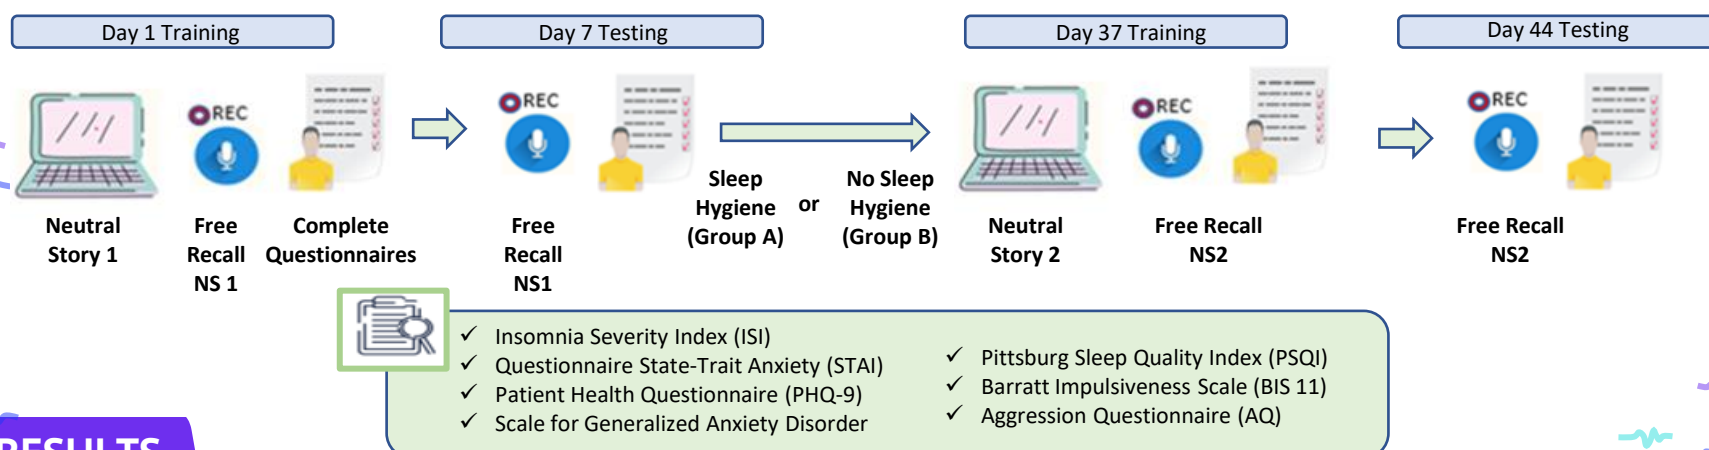 Day 1 Training
Day 7 Testing
Day 37 Training
Day 44 Testing
REC
REC
REC
REC
Neutral
Story 1
Free
Recall
NS 1
Complete
Questionnaires
Free
Recall
NS1
Sleep
Hygiene
(Group A)
or
No Sleep
Hygiene
(Group B)
Neutral
Story 2
Free Recall
NS2
Free Recall
NS2
✓ Insomnia Severity Index (ISI)
✓ Questionnaire State-Trait Anxiety (STAI)
✓ Patient Health Questionnaire (PHQ-9)
✓ Scale for Generalized Anxiety Disorder
✓ Pittsburg Sleep Quality Index (PSQI)
✓ Barratt Impulsiveness Scale (BIS 11)
✓ Aggression Questionnaire (AQ)
RESULTS